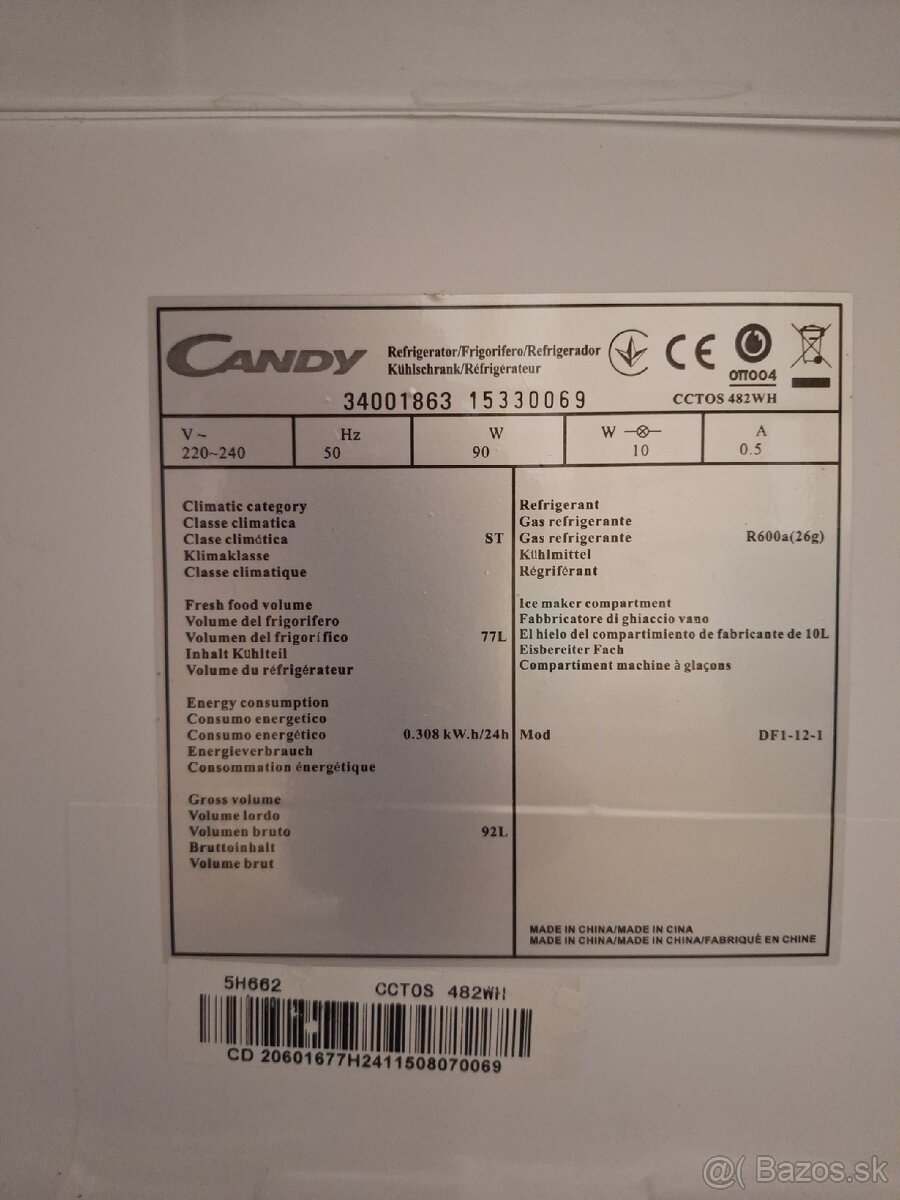 CANDY
Refrigerator/Frigorifero/Refrigerador
Kühlschrank/Réfrigérateur
CE
OTT004
34001863 15330069
CCTOS 482WH
V~
220~240
Hz
50
W
90
W
10
A
0.5
Climatic category
Classe climatica
Clase climática
Klimaklasse
Classe climatique
ST
Fresh food volume
Volume del frigorifero
Volumen del frigorífico
Inhalt Kühlteil
Volume du réfrigérateur
77L
Energy consumption
Consumo energetico
Consumo energético
Energieverbrauch
Consommation énergétique
0.308 kW.h/24h
Gross volume
Volume lordo
Volumen bruto
Bruttoinhalt
Volume brut
92L
Refrigerant
Gas refrigerante
Gas refrigerante
Kühlmittel
Régriférant
R600a(26g)
Ice maker compartment
Fabbricatore di ghiaccio vano
El hielo del compartimiento de fabricante de 10L
Eisbereiter Fach
Compartiment machine à glaçons
Mod DF1-12-1
MADE IN CHINA/MADE IN CINA
MADE IN CHINA/MADE IN CHINA/FABRIQUÉ EN CHINE
5H662 CCTOS 482WH
CD 20601677H2411508070069
@( Bazos.sk